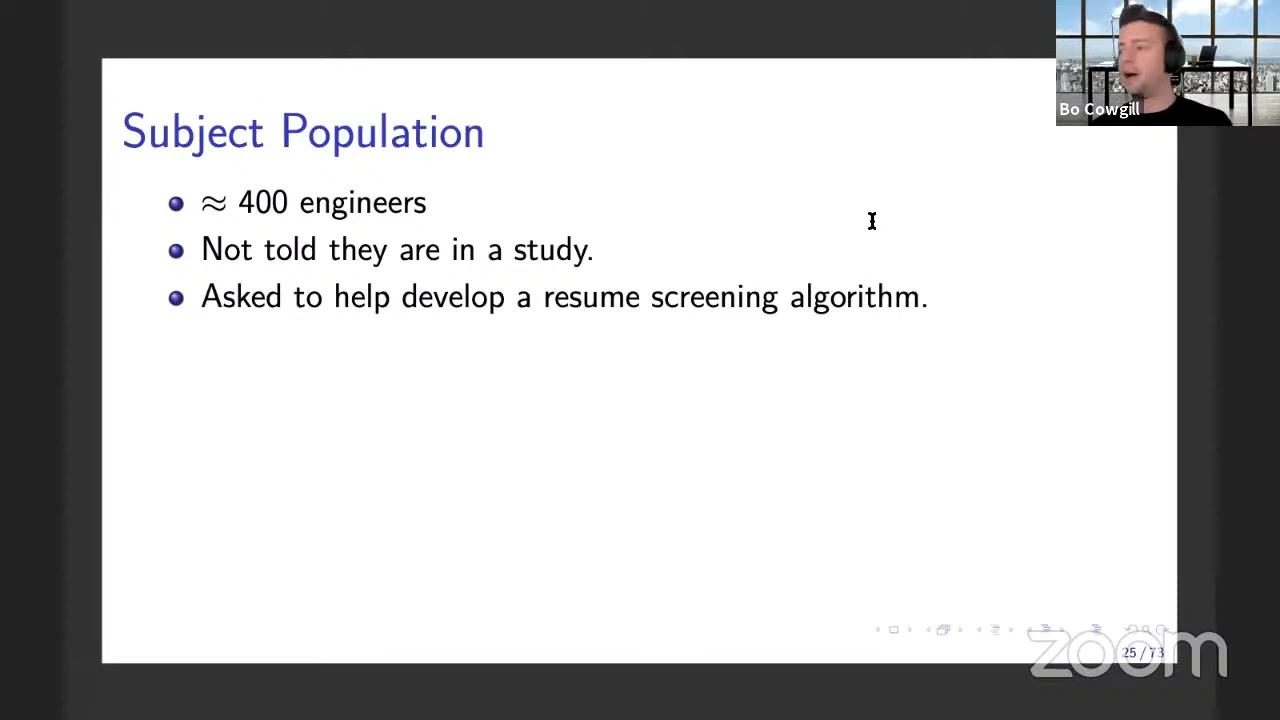 Bo Cowgill
Subject Population
≈ 400 engineers
Not told they are in a study.
Asked to help develop a resume screening algorithm.
25 / 73
zoom